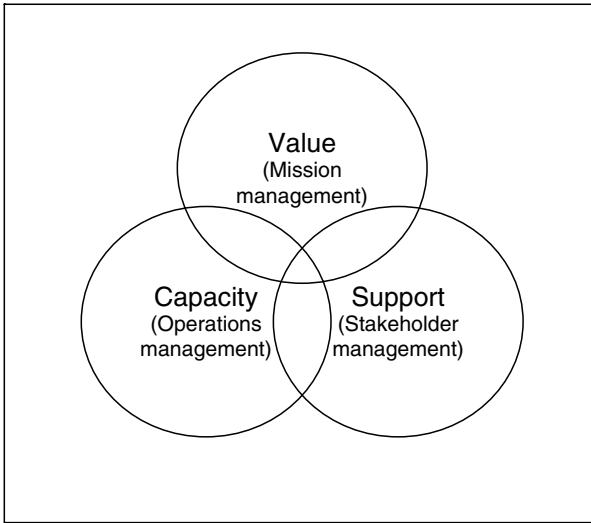 Value
(Mission
management)
Capacity
(Operations
management)
Support
(Stakeholder
management)